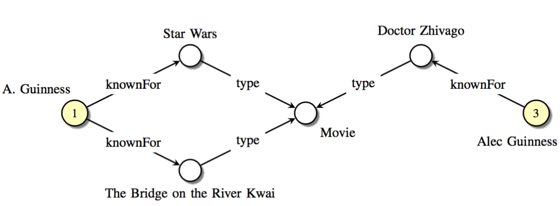 Star Wars
Doctor Zhivago
A. Guinness
knownFor
type
type
knownFor
1
3
Movie
Alec Guinness
knownFor
type
The Bridge on the River Kwai